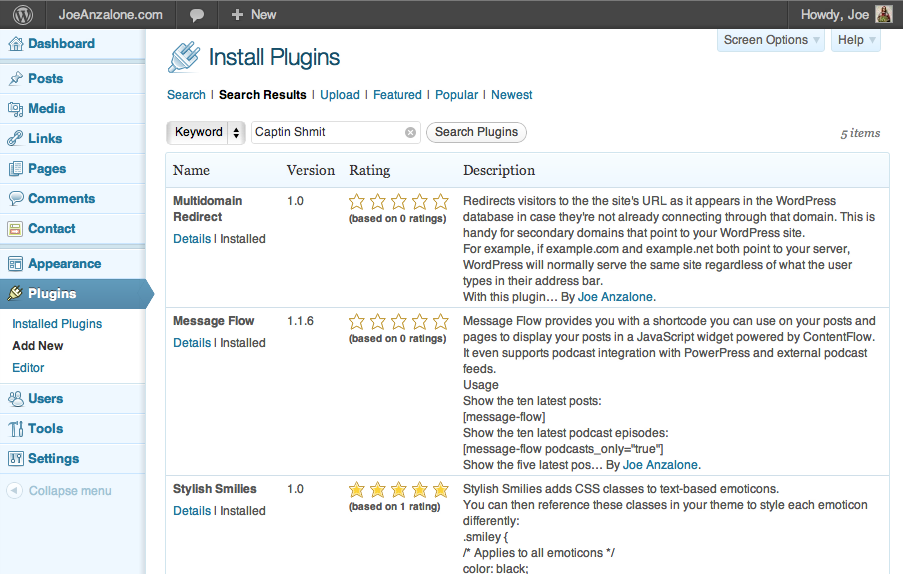 JoeAnzalone.com + New Howdy, Joe
Dashboard
Posts
Media
Links
Pages
Comments
Contact
Appearance
Plugins
Installed Plugins
Add New
Editor
Users
Tools
Settings
Collapse menu
Screen Options Help
Install Plugins
Search | Search Results | Upload | Featured | Popular | Newest
Keyword Captin Shmit Search Plugins 5 items
Name Version Rating Description
Multidomain
Redirect
Details | Installed
1.0
(based on 0 ratings)
Redirects visitors to the the site's URL as it appears in the WordPress
database in case they're not already connecting through that domain. This is
handy for secondary domains that point to your WordPress site.
For example, if example.com and example.net both point to your server,
WordPress will normally serve the same site regardless of what the user
types in their address bar.
With this plugin... By Joe Anzalone.
Message Flow
Details | Installed
1.1.6
(based on 0 ratings)
Message Flow provides you with a shortcode you can use on your posts and
pages to display your posts in a JavaScript widget powered by ContentFlow.
It even supports podcast integration with PowerPress and external podcast
feeds.
Usage
Show the ten latest posts:
[message-flow]
Show the ten latest podcast episodes:
[message-flow podcasts_only="true"]
Show the five latest pos... By Joe Anzalone.
Stylish Smilies
Details | Installed
1.0
(based on 1 rating)
Stylish Smilies adds CSS classes to text-based emoticons.
You can then reference these classes in your theme to style each emoticon
differently:
.smiley {
/* Applies to all emoticons */
color: black;